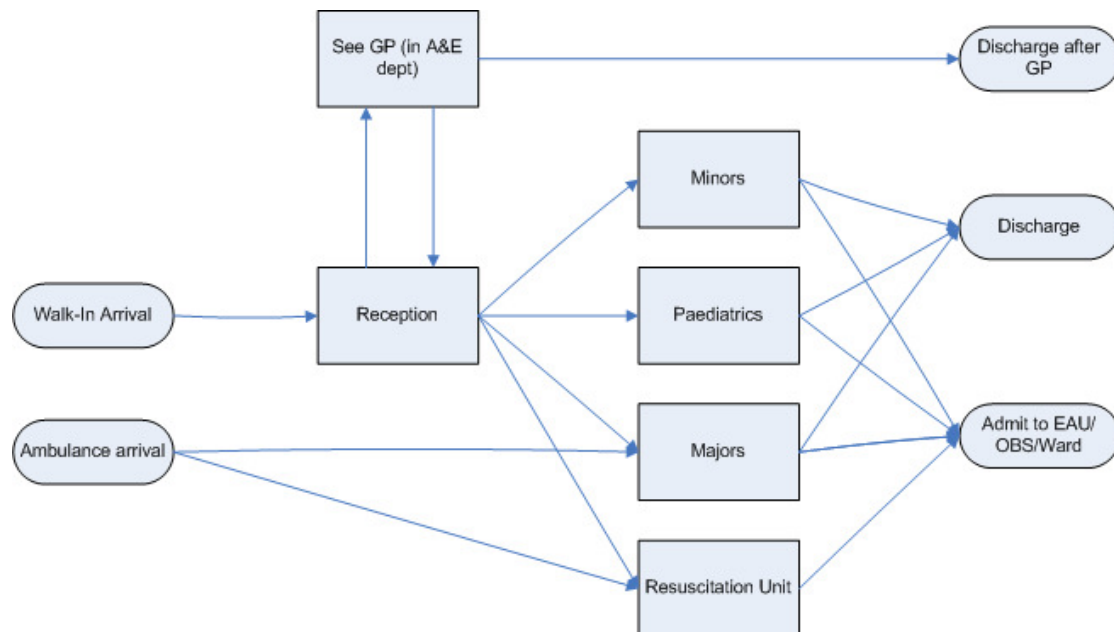 See GP (in A&E
dept)
Discharge after
GP
Minors
Discharge
Walk-In Arrival
Reception
Paediatrics
Ambulance arrival
Majors
Admit to EAU/
OBS/Ward
Resuscitation Unit